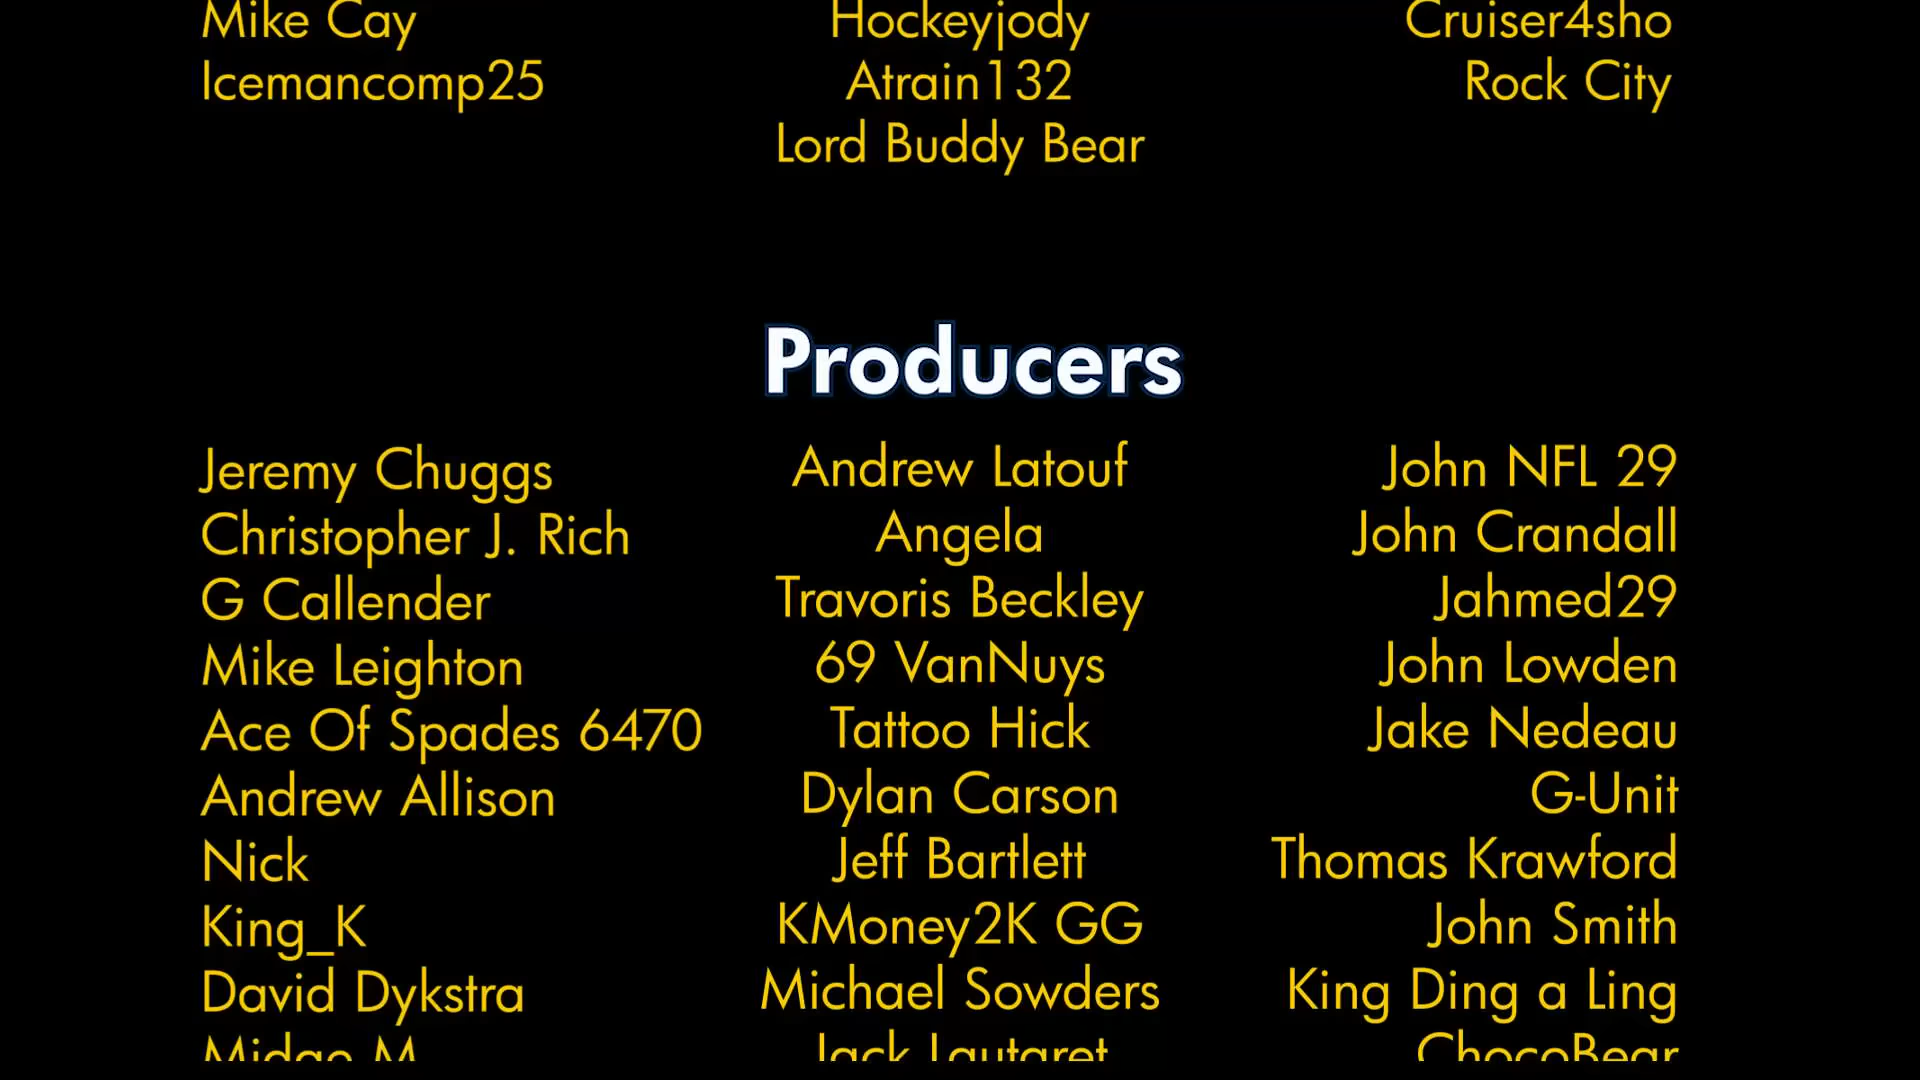 Mike Cay Hockeyjody Cruiser4sho
Icemancomp25 Atrain132 Rock City
Lord Buddy Bear
Producers
Jeremy Chuggs Andrew Latouf John NFL 29
Christopher J. Rich Angela John Crandall
G Callender Travoris Beckley Jahmed29
Mike Leighton 69 VanNuys John Lowden
Ace Of Spades 6470 Tattoo Hick Jake Nedeau
Andrew Allison Dylan Carson G-Unit
Nick Jeff Bartlett Thomas Krawford
King_K KMoney2K GG John Smith
David Dykstra Michael Sowders King Ding a Ling
M Jack Lautaret ChocoBear